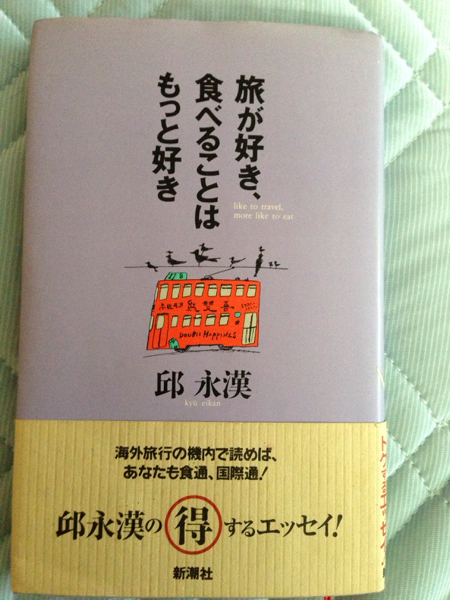 旅が好き、
食べることは
もっと好き
like to travel,
more like to eat
DOUBLE HAPPINESS
邱 永漢
kyū eikan
海外旅行の機内で読めば、
あなたも食通、国際通!
邱永漢の得するエッセイ!
新潮社